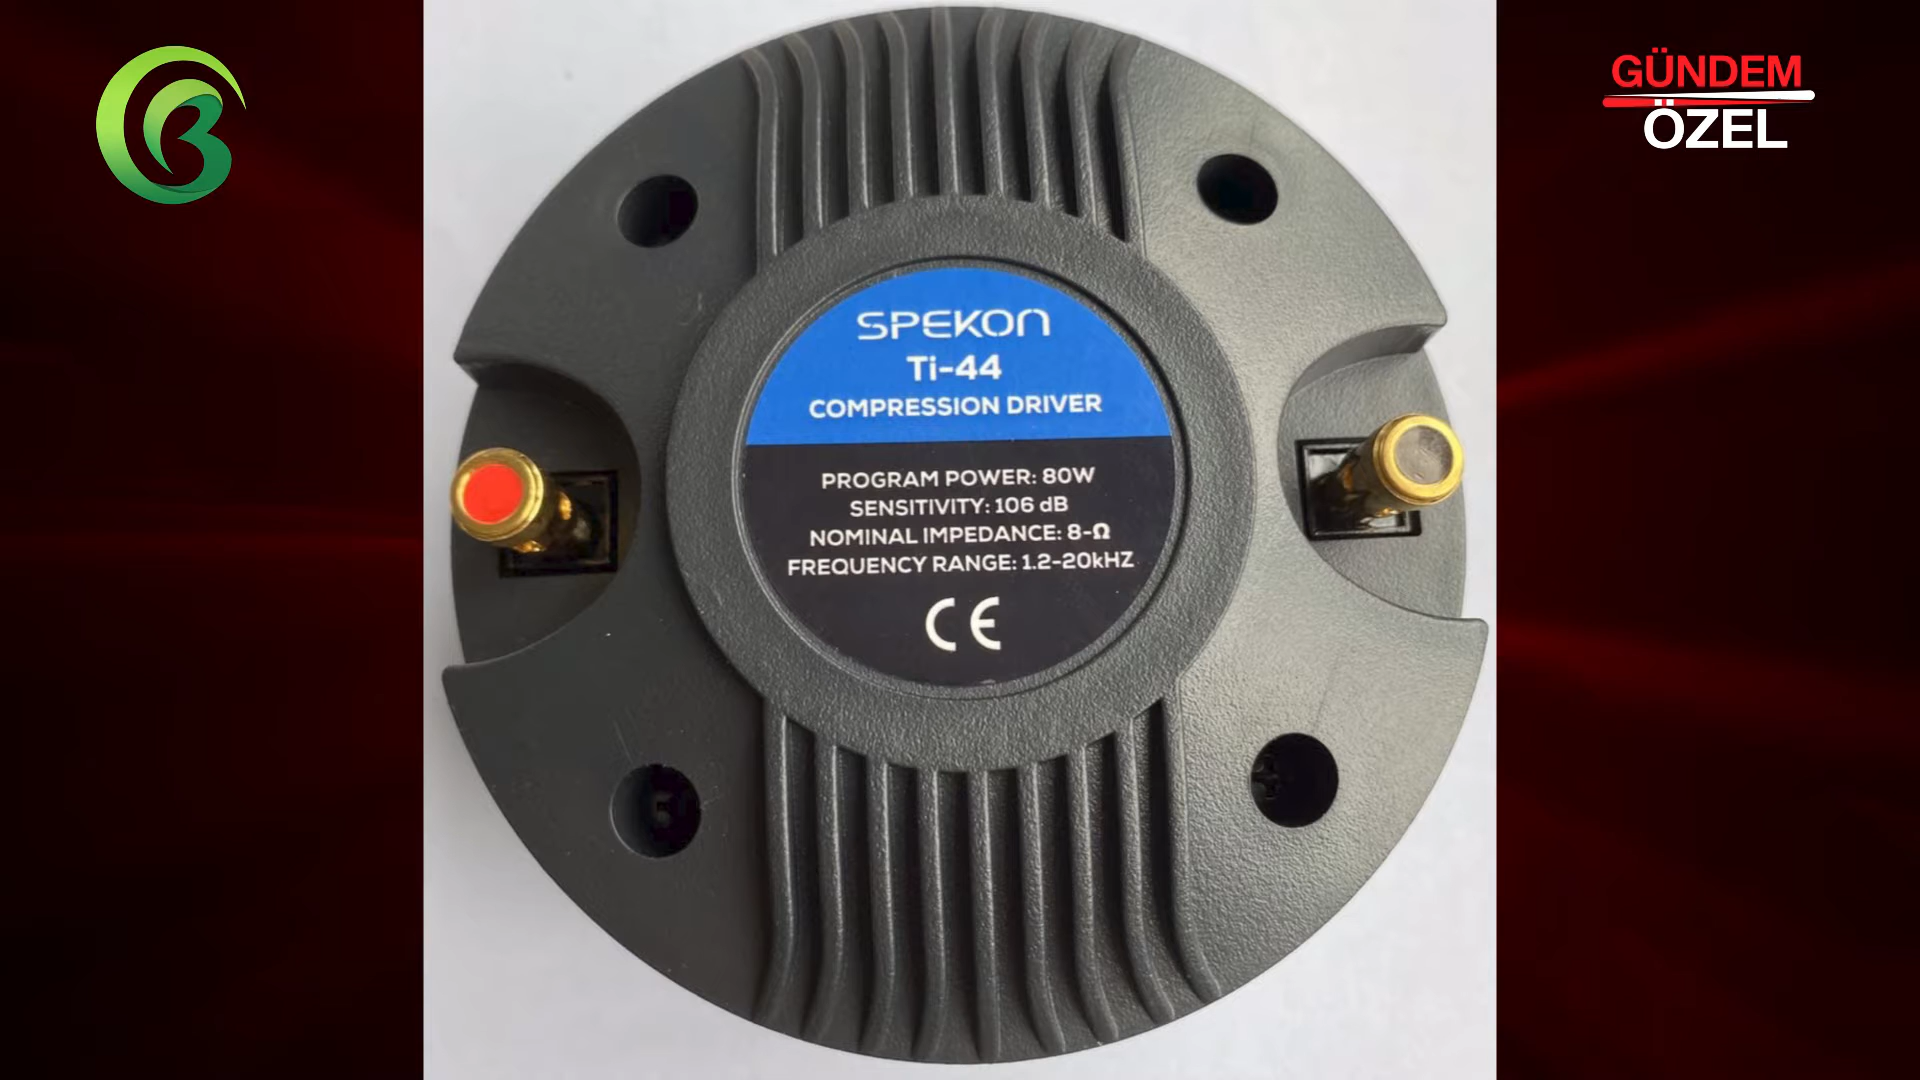 GÜNDEM
ÖZEL
SPEKON
Ti-44
COMPRESSION DRIVER
PROGRAM POWER: 80W
SENSITIVITY: 106 dB
NOMINAL IMPEDANCE: 8-Ω
FREQUENCY RANGE: 1.2-20kHZ
CE